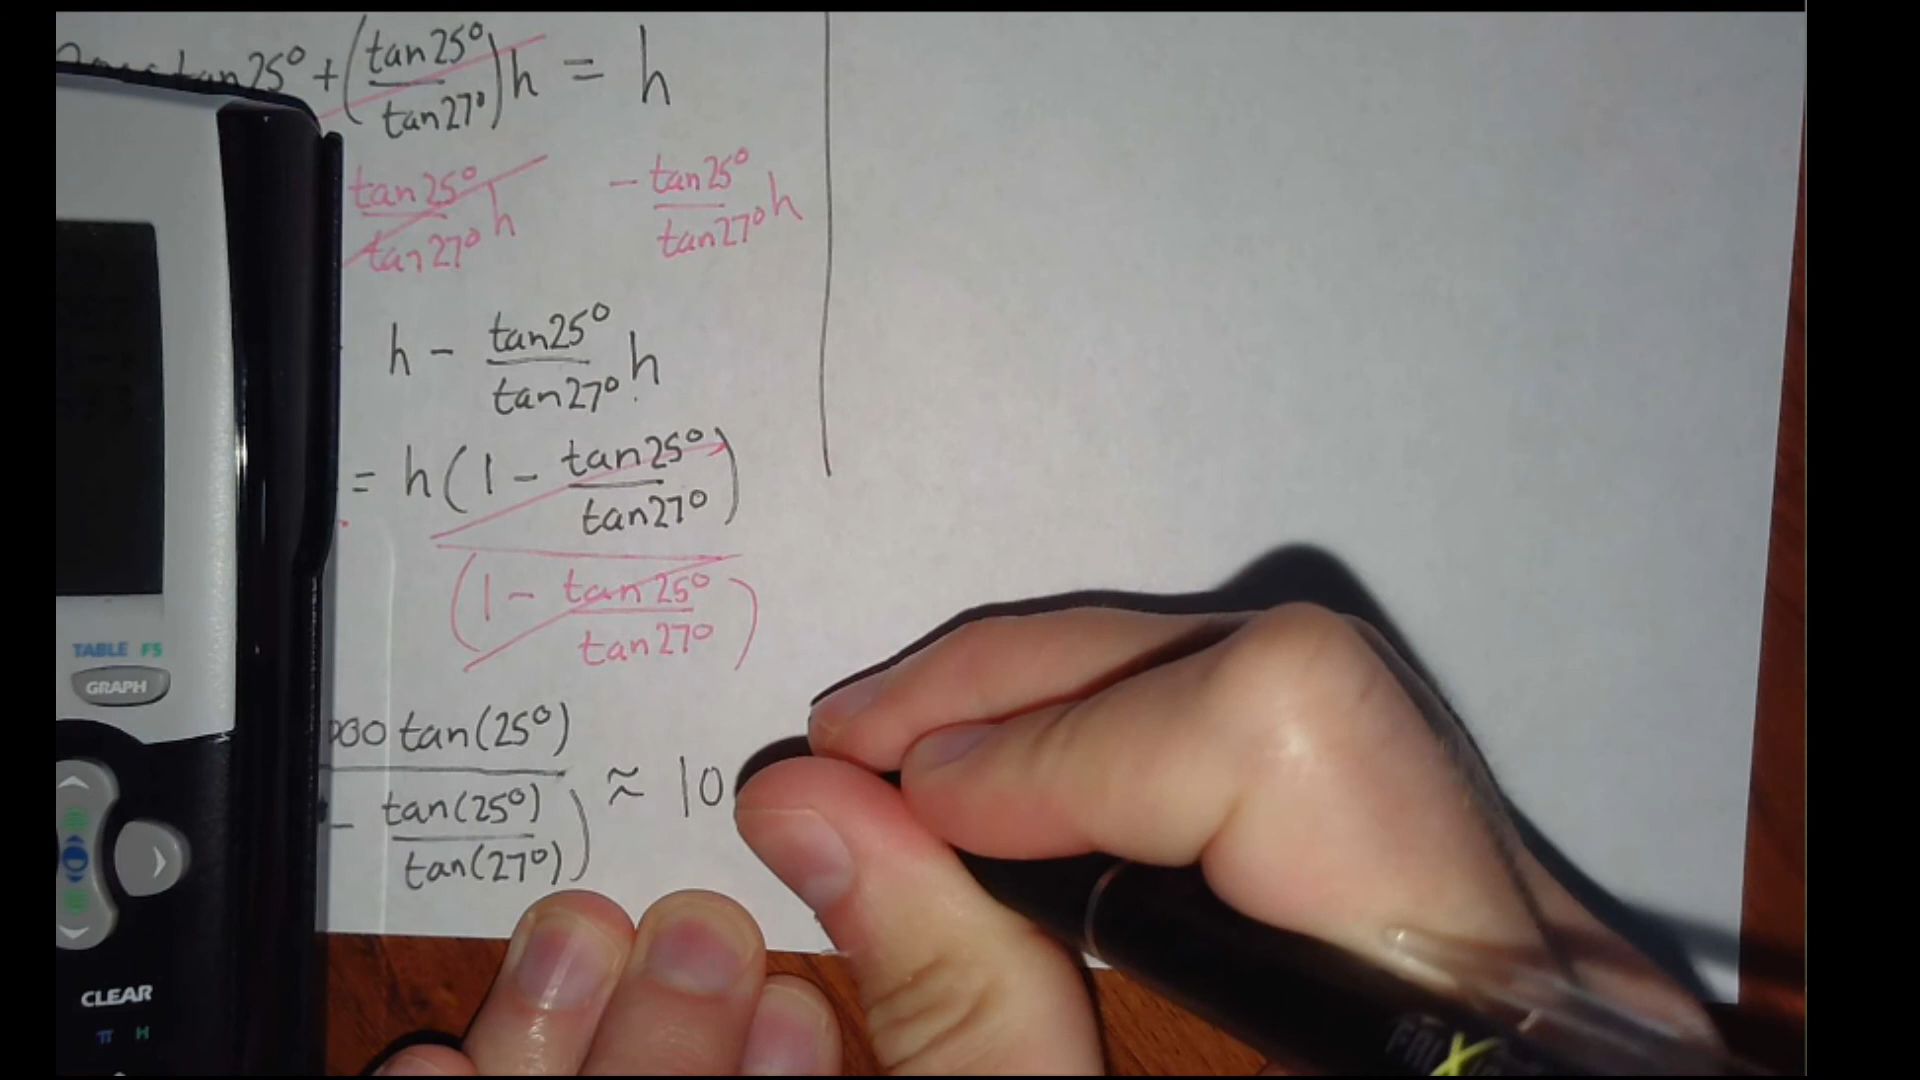 tan25° + (tan25°/tan27°)h = h
tan25°/tan27° h - tan25°/tan27° h
h - tan25°/tan27° h
= h(1 - tan25°/tan27°)
(1 - tan25°/tan27°)
000 tan(25°)
- tan(25°)/tan(27°)) ≈ 10
TABLE F5
GRAPH
CLEAR
π H